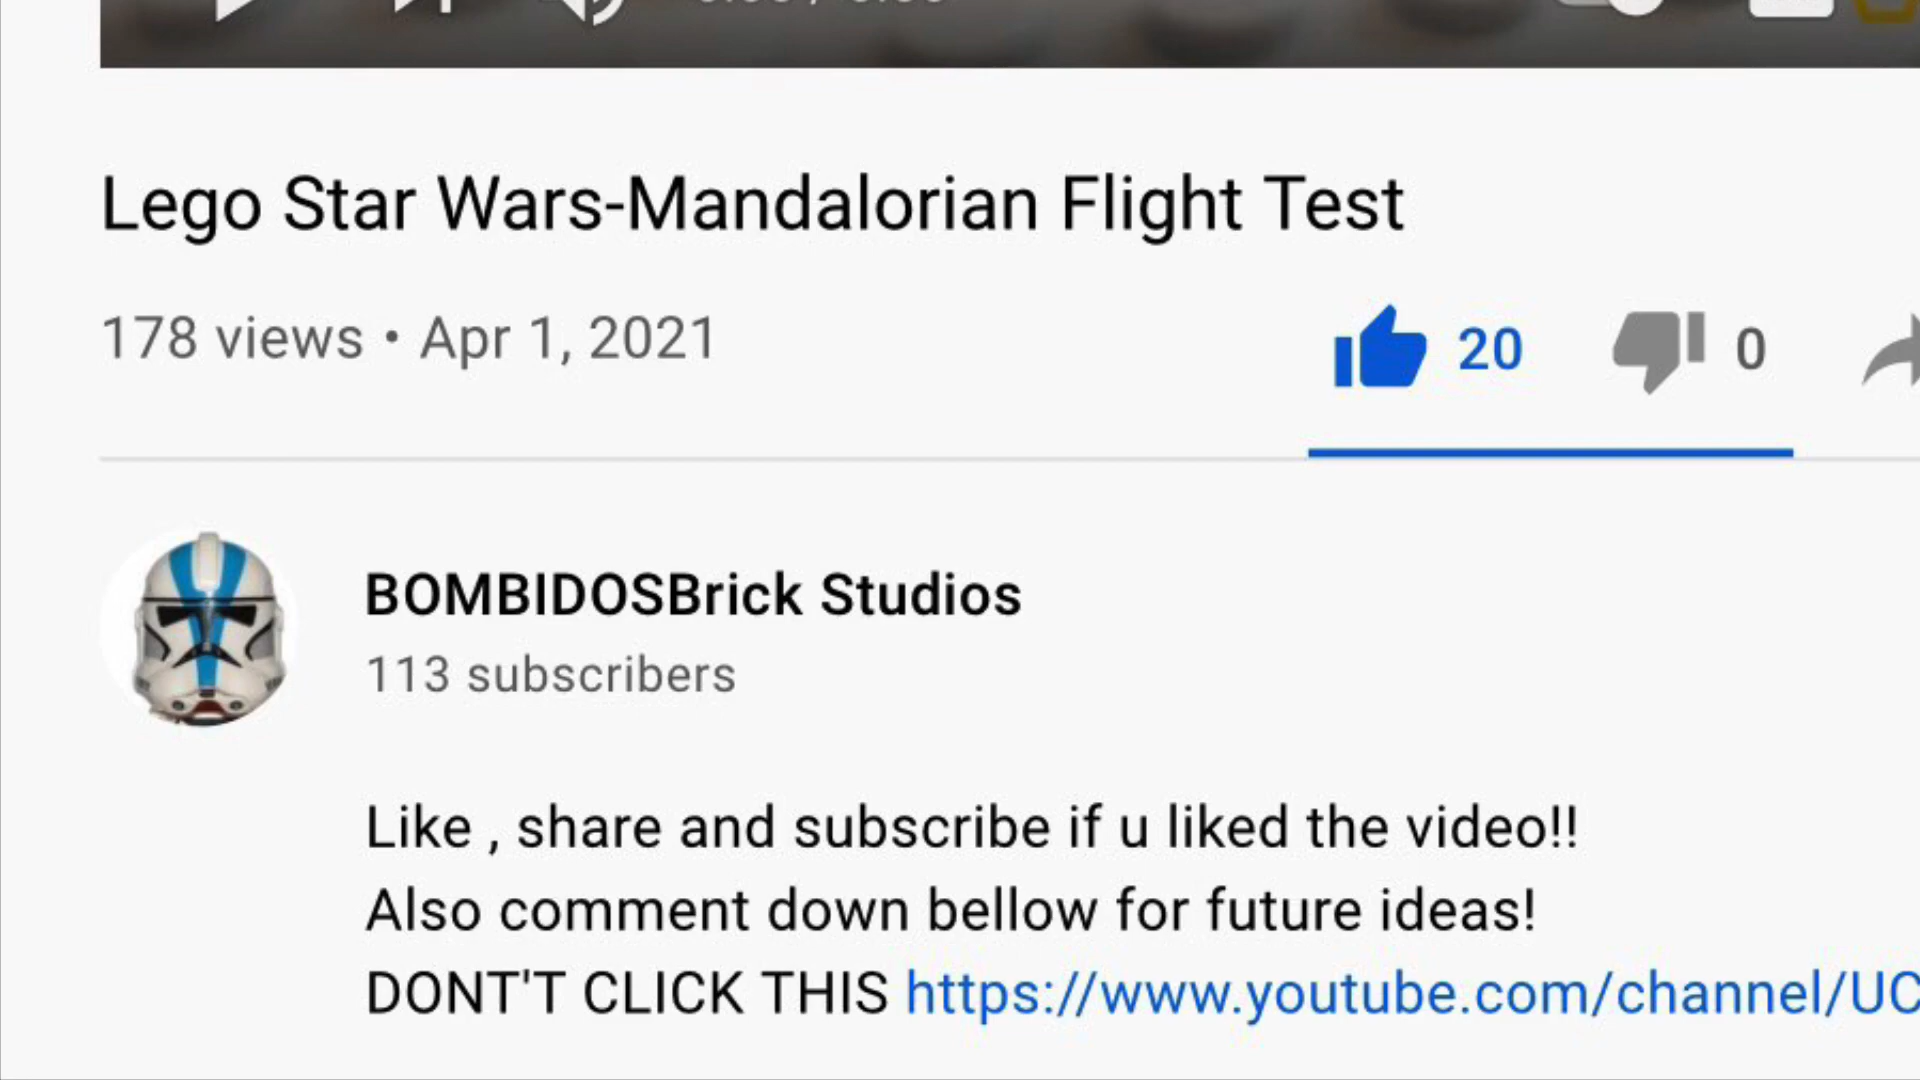 Lego Star Wars-Mandalorian Flight Test
178 views • Apr 1, 2021
20
0
BOMBIDOSBrick Studios
113 subscribers
Like , share and subscribe if u liked the video!!
Also comment down bellow for future ideas!
DONT'T CLICK THIS https://www.youtube.com/channel/UC